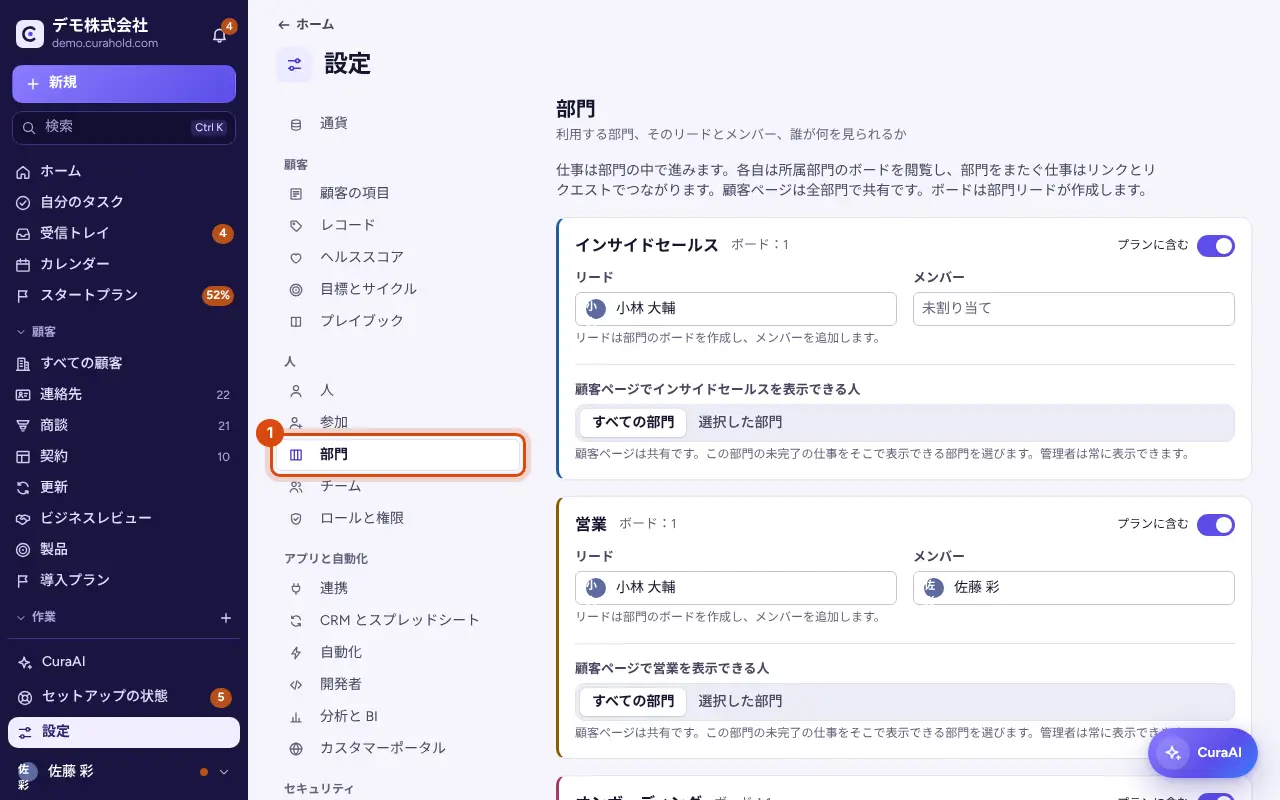 デモ株式会社
demo.curahold.com
4
新規
検索
Ctrl K
ホーム
自分のタスク
受信トレイ
4
カレンダー
スタートプラン
52%
顧客
すべての顧客
連絡先
22
商談
21
契約
10
更新
ビジネスレビュー
製品
導入プラン
作業
CuraAI
セットアップの状態
5
設定
佐藤 彩
佐藤 彩
ホーム
設定
通貨
顧客
顧客の項目
レコード
ヘルススコア
目標とサイクル
プレイブック
人
人
参加
1
部門
チーム
ロールと権限
アプリと自動化
連携
CRM とスプレッドシート
自動化
開発者
分析と BI
カスタマーポータル
セキュリティ
部門
利用する部門、そのリードとメンバー、誰が何を見られるか
仕事は部門の中で進みます。各自は所属部門のボードを閲覧し、部門をまたぐ仕事はリンクとリ
クエストでつながります。顧客ページは全部門で共有です。ボードは部門リードが作成します。
インサイドセールス
ボード：1
プランに含む
リード
小林 大輔
リードは部門のボードを作成し、メンバーを追加します。
メンバー
未割り当て
顧客ページでインサイドセールスを表示できる人
すべての部門
選択した部門
顧客ページは共有です。この部門の未完了の仕事をそこで表示できる部門を選びます。管理者は常に表示できます。
営業
ボード：1
プランに含む
リード
小林 大輔
リードは部門のボードを作成し、メンバーを追加します。
メンバー
佐
佐藤 彩
顧客ページで営業を表示できる人
すべての部門
選択した部門
顧客ページは共有です。この部門の未完了の仕事をそこで表示できる部門を選びます。管理者は常に表示
CuraAI
オンボーディング
ボード：1
プランに含む